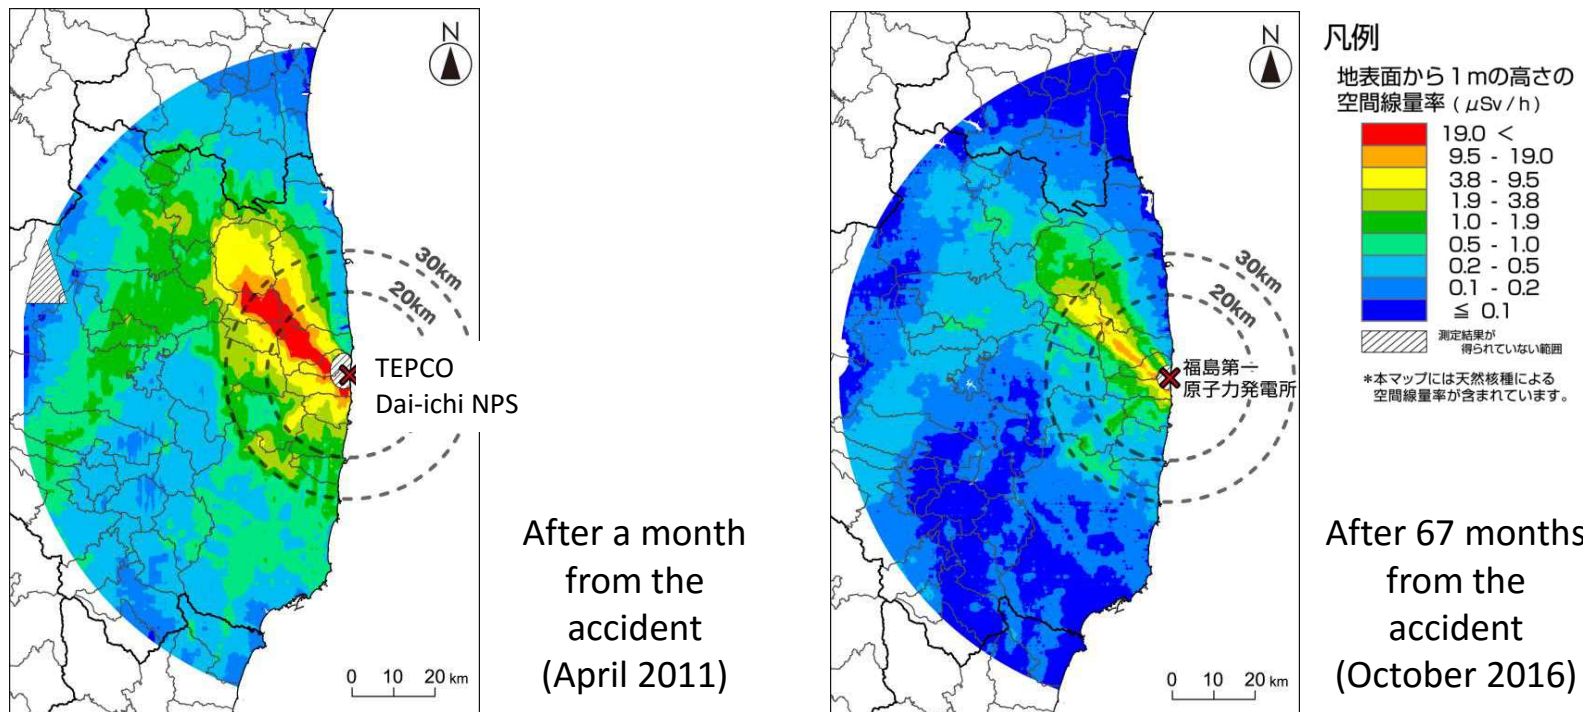 N
30km
20km
TEPCO
Dai-ichi NPS
0 10 20 km
After a month
from the
accident
(April 2011)
N
30km
20km
福島第一
原子力発電所
0 10 20 km
凡例
地表面から1mの高さの
空間線量率 (μSv/h)
19.0 <
9.5 - 19.0
3.8 - 9.5
1.9 - 3.8
1.0 - 1.9
0.5 - 1.0
0.2 - 0.5
0.1 - 0.2
≦ 0.1
測定結果が
得られていない範囲
*本マップには天然核種による
空間線量率が含まれています。
After 67 months
from the
accident
(October 2016)